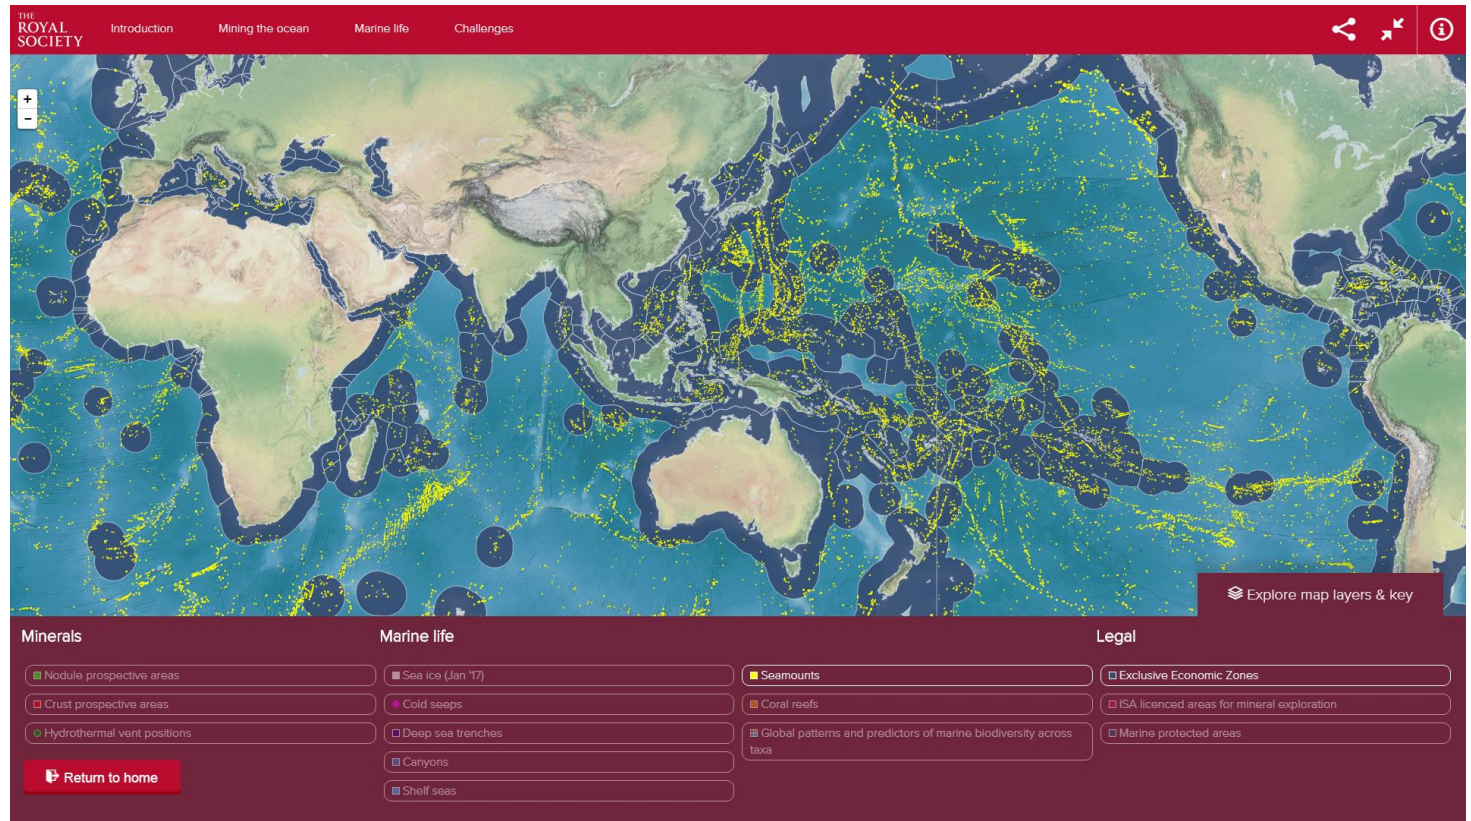 THE
ROYAL
SOCIETY
Introduction
Mining the ocean
Marine life
Challenges
+
-
Explore map layers & key
Minerals
Nodule prospective areas
Crust prospective areas
Hydrothermal vent positions
Return to home
Marine life
Sea ice (Jan '17)
Cold seeps
Deep sea trenches
Canyons
Shelf seas
Seamounts
Coral reefs
Global patterns and predictors of marine biodiversity across
taxa
Legal
Exclusive Economic Zones
ISA licenced areas for mineral exploration
Marine protected areas